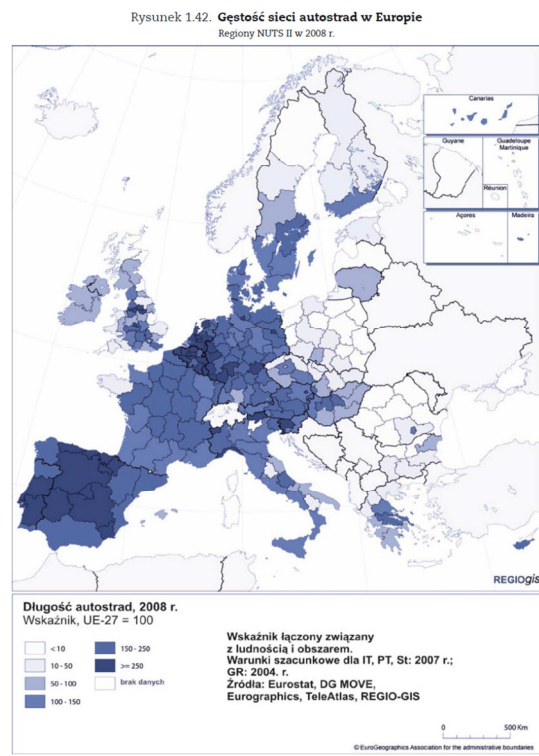 Rysunek 1.42. Gęstość sieci autostrad w Europie
Regiony NUTS II w 2008 r.
Canarias
Guyane
Guadeloupe
Martinique
Réunion
Açores
Madeira
REGIOgis
Długość autostrad, 2008 r.
Wskaźnik, UE-27 = 100
< 10
10 - 50
50 - 100
100 - 150
150 - 250
>= 250
brak danych
Wskaźnik łączony związany
z ludnością i obszarem.
Warunki szacunkowe dla IT, PT, St: 2007 r.;
GR: 2004. r.
Źródła: Eurostat, DG MOVE,
Eurographics, TeleAtlas, REGIO-GIS
0 500 Km
© EuroGeographics Association for the administrative boundaries